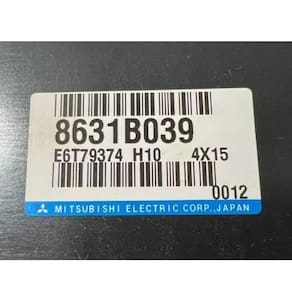 8631B039
E6T79374 H10 4X15
0012
MITSUBISHI ELECTRIC CORP., JAPAN